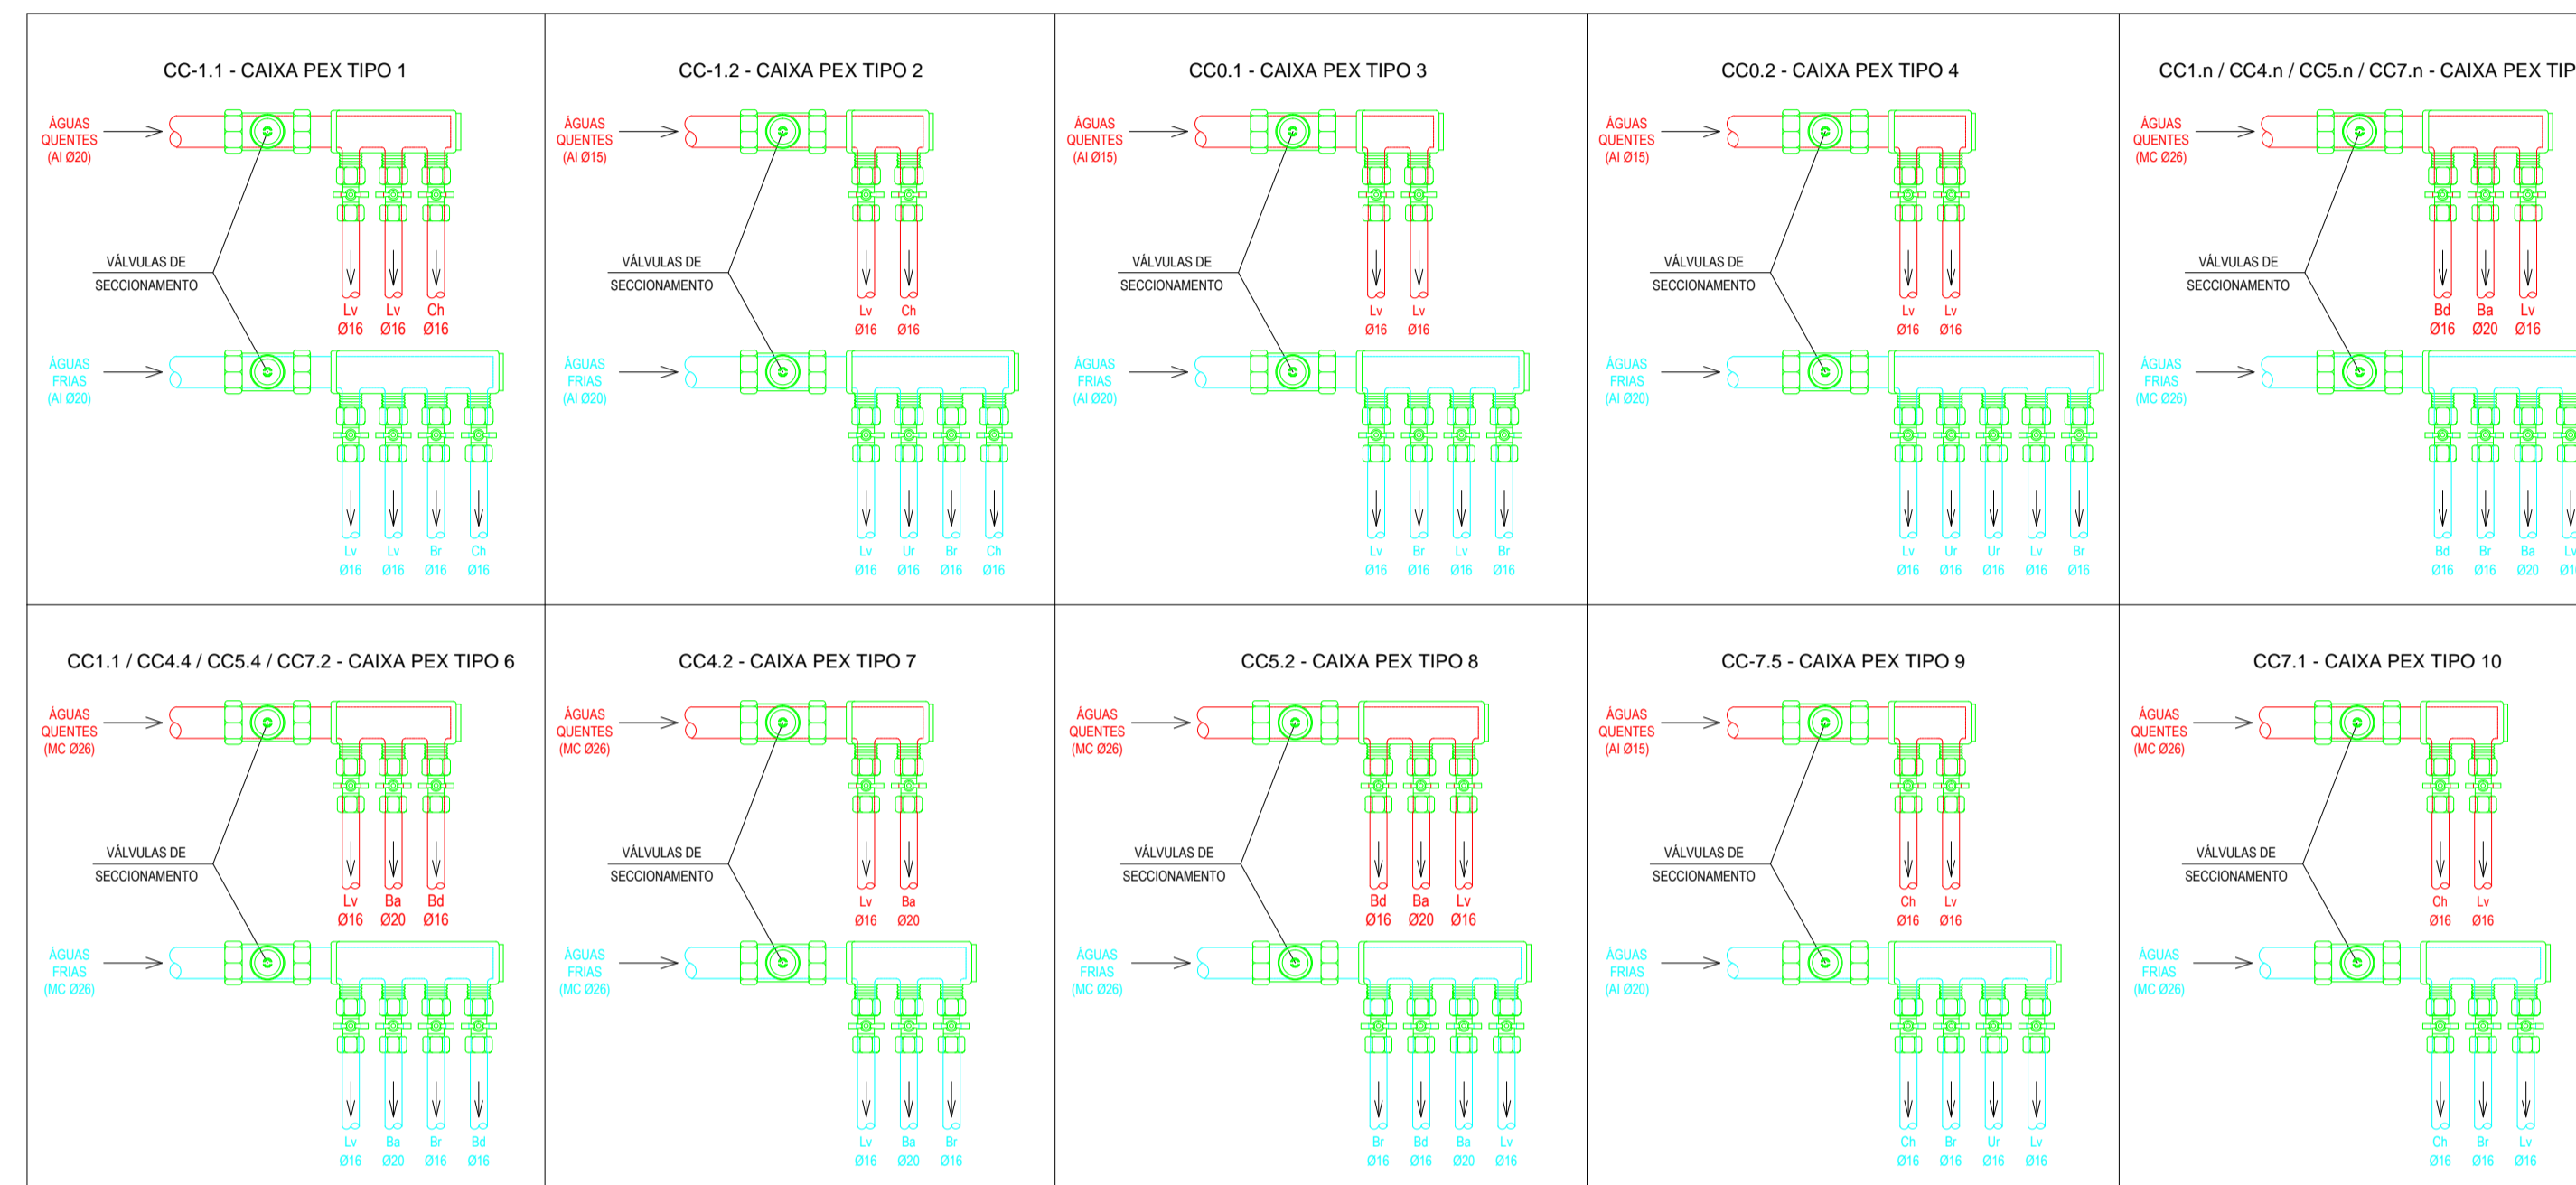 CC-1.1 - CAIXA PEX TIPO 1
ÁGUAS
QUENTES
(AI Ø20)
VÁLVULAS DE
SECCIONAMENTO
Lv Lv Ch
Ø16 Ø16 Ø16
ÁGUAS
FRIAS
(AI Ø20)
Lv Lv Br Ch
Ø16 Ø16 Ø16 Ø16
CC-1.2 - CAIXA PEX TIPO 2
ÁGUAS
QUENTES
(AI Ø15)
VÁLVULAS DE
SECCIONAMENTO
Lv Ch
Ø16 Ø16
ÁGUAS
FRIAS
(AI Ø20)
Lv Ur Br Ch
Ø16 Ø16 Ø16 Ø16
CC0.1 - CAIXA PEX TIPO 3
ÁGUAS
QUENTES
(AI Ø15)
VÁLVULAS DE
SECCIONAMENTO
Lv Lv
Ø16 Ø16
ÁGUAS
FRIAS
(AI Ø20)
Lv Br Lv Br
Ø16 Ø16 Ø16 Ø16
CC0.2 - CAIXA PEX TIPO 4
ÁGUAS
QUENTES
(AI Ø15)
VÁLVULAS DE
SECCIONAMENTO
Lv Lv
Ø16 Ø16
ÁGUAS
FRIAS
(AI Ø20)
Lv Ur Ur Lv Br
Ø16 Ø16 Ø16 Ø16 Ø16
CC1.n / CC4.n / CC5.n / CC7.n - CAIXA PEX TIP
ÁGUAS
QUENTES
(MC Ø26)
VÁLVULAS DE
SECCIONAMENTO
Bd Ba Lv
Ø16 Ø20 Ø16
ÁGUAS
FRIAS
(MC Ø26)
Bd Br Ba Lv
Ø16 Ø16 Ø20
CC1.1 / CC4.4 / CC5.4 / CC7.2 - CAIXA PEX TIPO 6
ÁGUAS
QUENTES
(MC Ø26)
VÁLVULAS DE
SECCIONAMENTO
Lv Ba Bd
Ø16 Ø20 Ø16
ÁGUAS
FRIAS
(MC Ø26)
Lv Ba Br Bd
Ø16 Ø20 Ø16 Ø16
CC4.2 - CAIXA PEX TIPO 7
ÁGUAS
QUENTES
(MC Ø26)
VÁLVULAS DE
SECCIONAMENTO
Lv Ba
Ø16 Ø20
ÁGUAS
FRIAS
(MC Ø26)
Lv Ba Br
Ø16 Ø20 Ø16
CC5.2 - CAIXA PEX TIPO 8
ÁGUAS
QUENTES
(MC Ø26)
VÁLVULAS DE
SECCIONAMENTO
Bd Ba Lv
Ø16 Ø20 Ø16
ÁGUAS
FRIAS
(MC Ø26)
Br Bd Ba Lv
Ø16 Ø16 Ø20 Ø16
CC-7.5 - CAIXA PEX TIPO 9
ÁGUAS
QUENTES
(AI Ø15)
VÁLVULAS DE
SECCIONAMENTO
Ch Lv
Ø16 Ø16
ÁGUAS
FRIAS
(AI Ø20)
Ch Br Ur Lv
Ø16 Ø16 Ø16 Ø16
CC7.1 - CAIXA PEX TIPO 10
ÁGUAS
QUENTES
(MC Ø26)
VÁLVULAS DE
SECCIONAMENTO
Ch Lv
Ø16 Ø16
ÁGUAS
FRIAS
(MC Ø26)
Ch Br Lv
Ø16 Ø16 Ø16